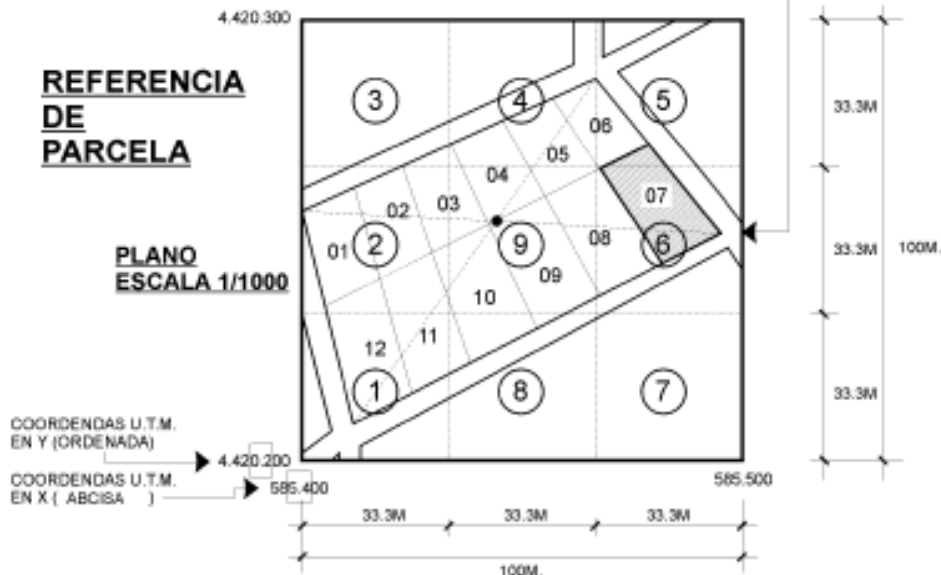 4.420.300
REFERENCIA
DE
PARCELA
3
4
5
33.3M
06
05
04
07
02
03
01
2
9
08
6
PLANO
ESCALA 1/1000
33.3M
100M.
09
10
11
12
1
8
7
33.3M
COORDENDAS U.T.M.
EN Y (ORDENADA)
4.420.200
COORDENDAS U.T.M.
EN X ( ABCISA )
585.400
585.500
33.3M
33.3M
33.3M
100M.